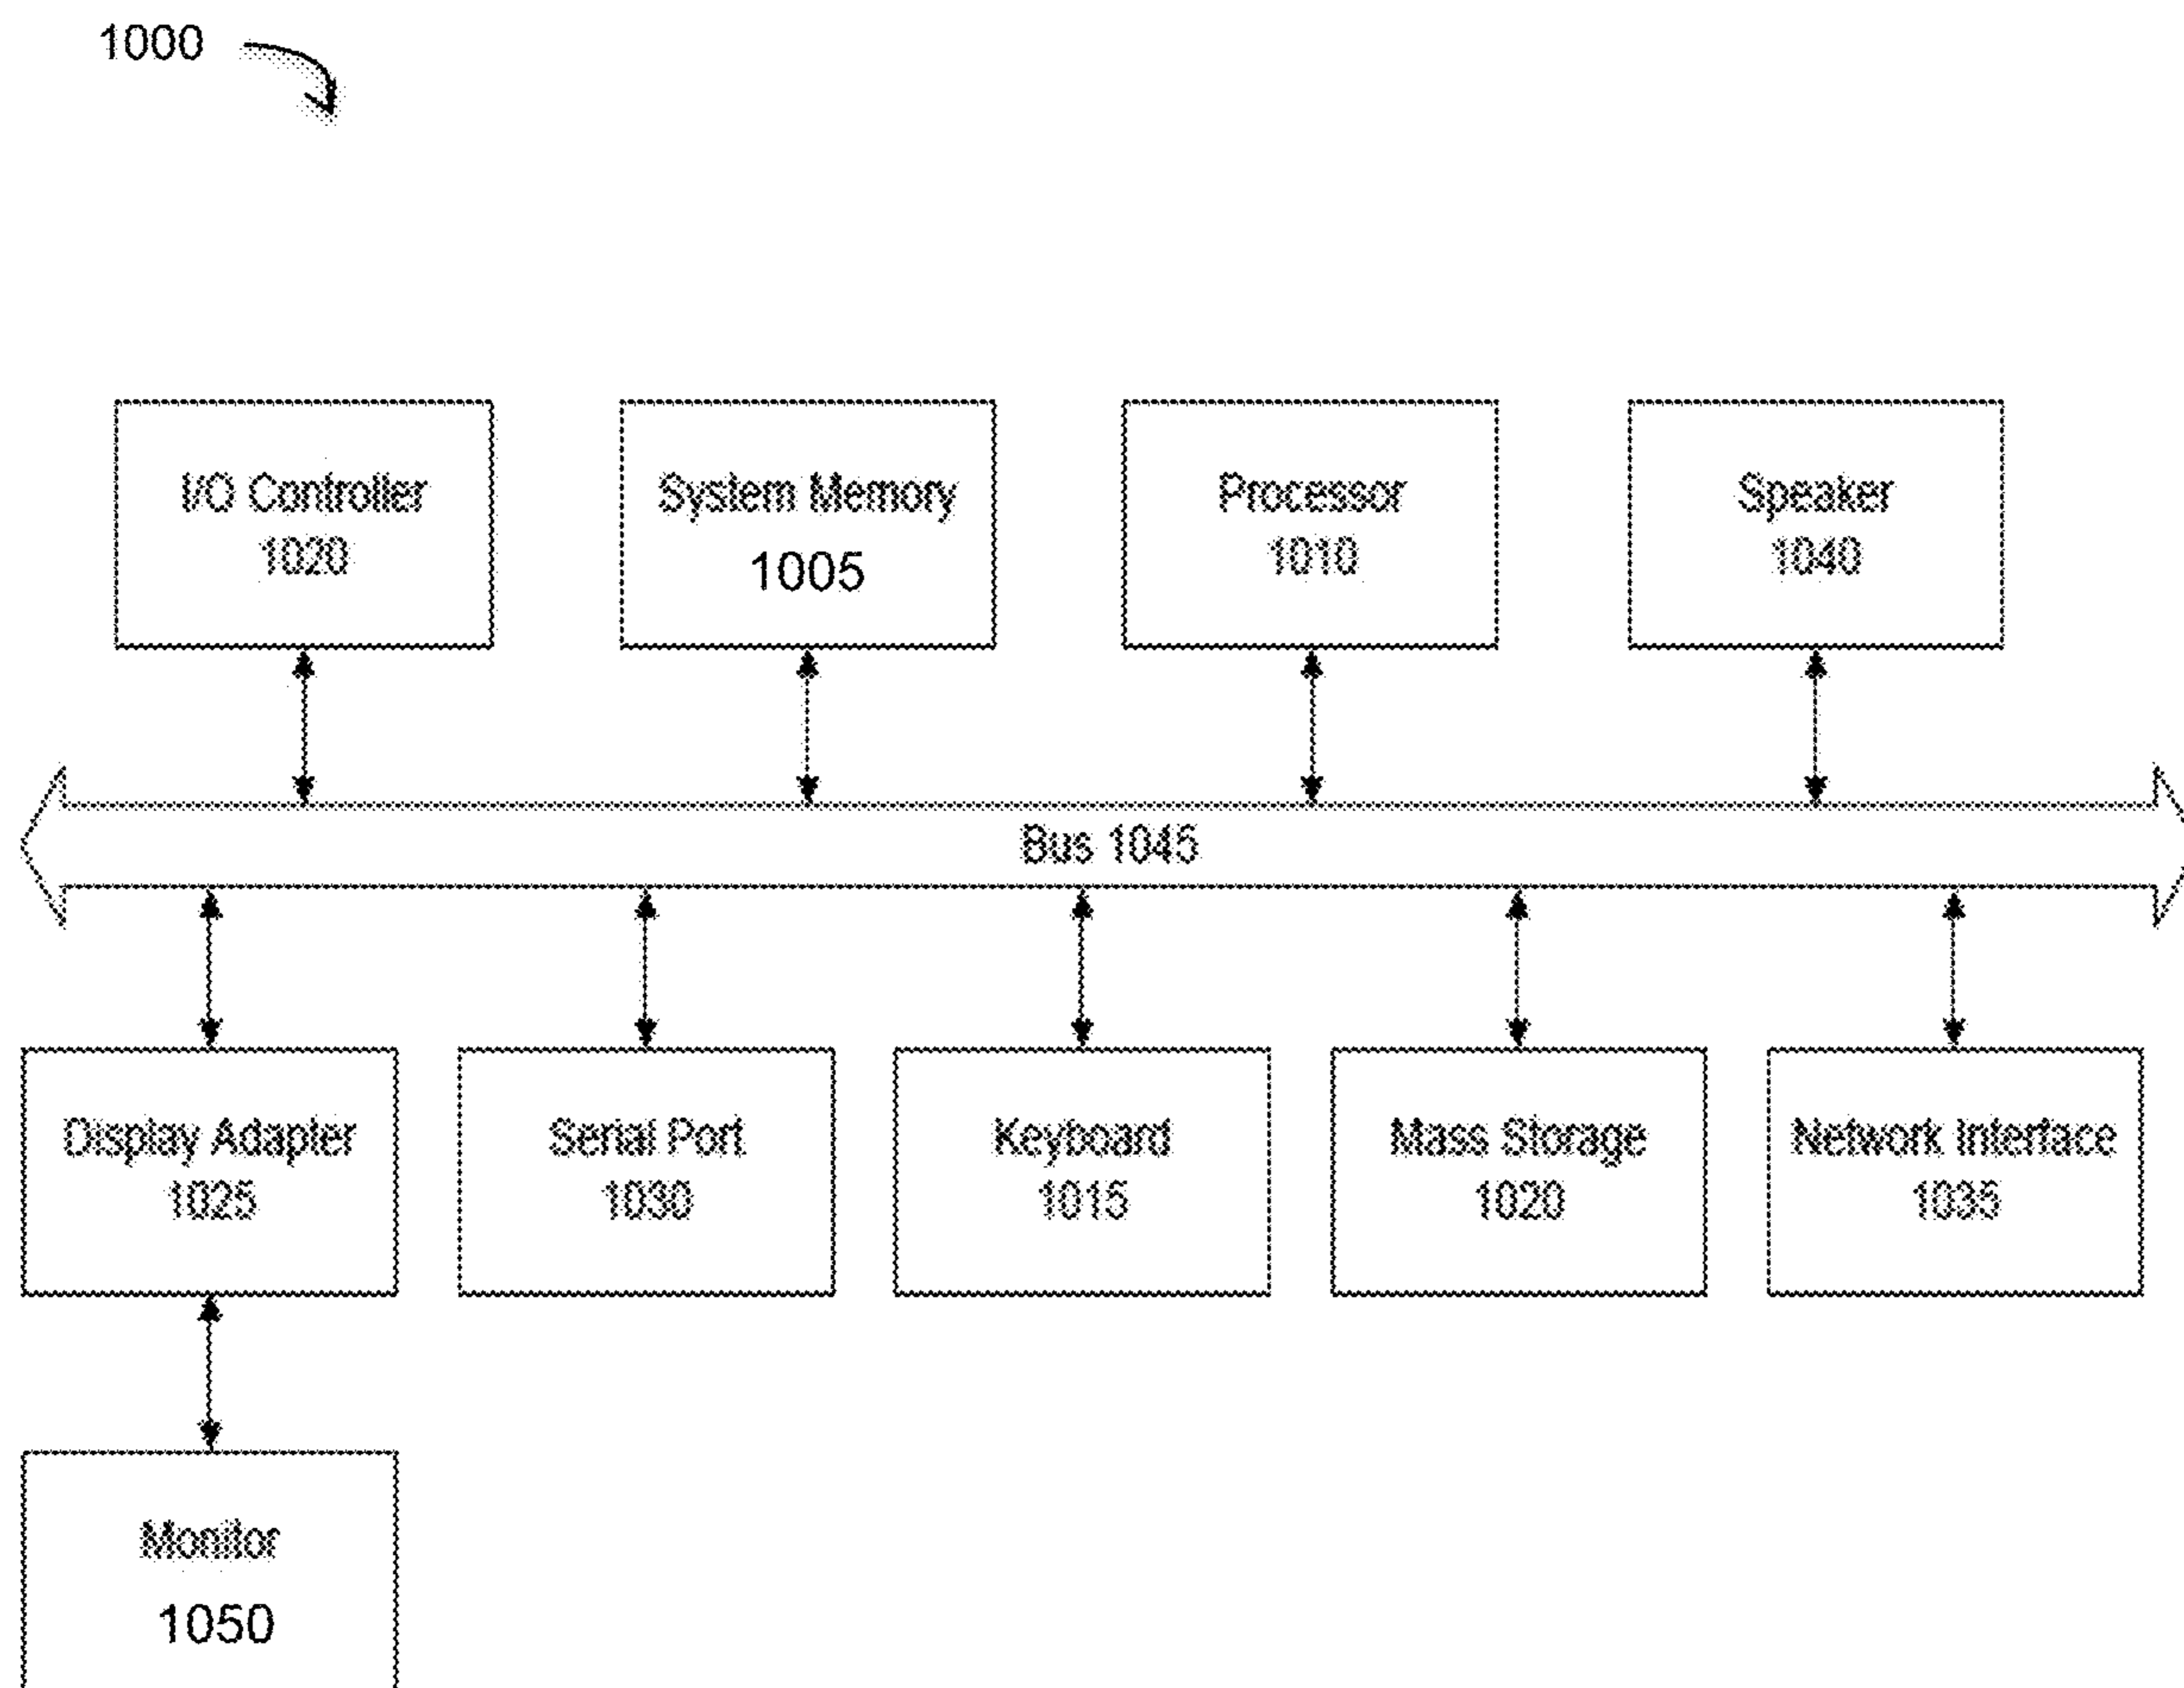 1000
I/O Controller
1020
System Memory
1005
Processor
1010
Speaker
1040
Bus 1045
Display Adapter
1025
Serial Port
1030
Keyboard
1015
Mass Storage
1020
Network Interface
1035
Monitor
1050